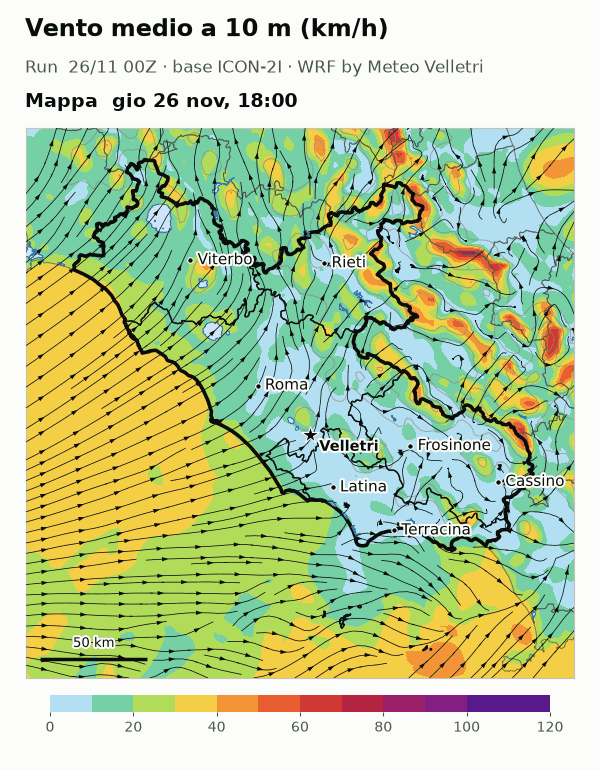 Vento medio a 10 m (km/h)
Run 26/11 00Z · base ICON-2I · WRF by Meteo Velletri
Mappa gio 26 nov, 18:00
Viterbo
Rieti
Roma
Velletri
Frosinone
Latina
Cassino
Terracina
50 km
0 20 40 60 80 100 120